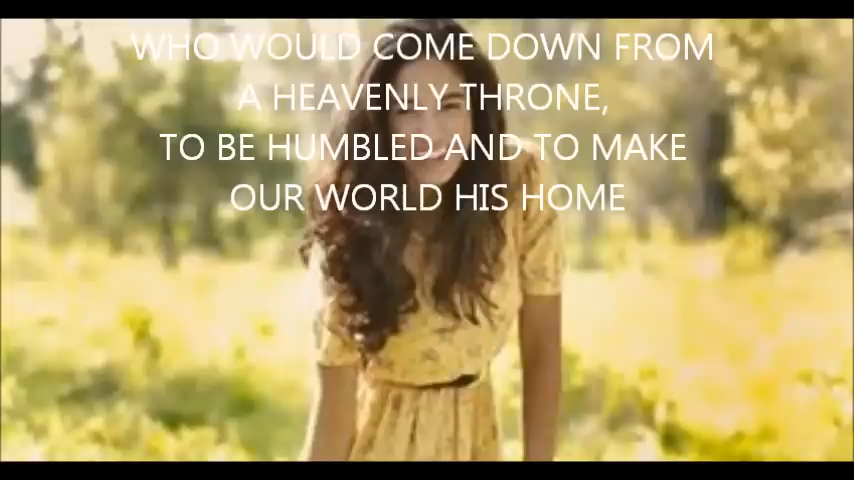 WHO WOULD COME DOWN FROM
A HEAVENLY THRONE,
TO BE HUMBLED AND TO MAKE
OUR WORLD HIS HOME